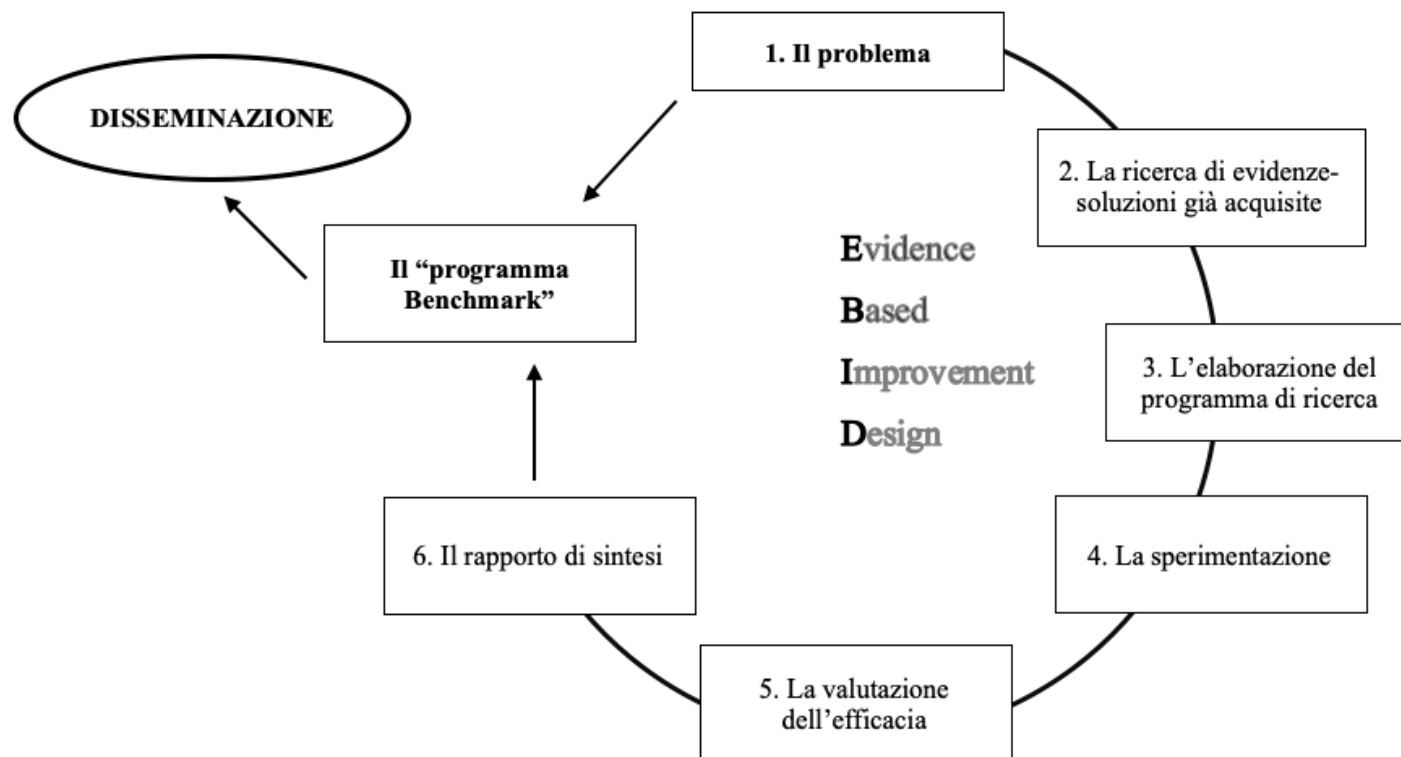 1. Il problema
DISSEMINAZIONE
2. La ricerca di evidenze-
soluzioni già acquisite
Il “programma
Benchmark”
Evidence
Based
Improvement
Design
3. L’elaborazione del
programma di ricerca
4. La sperimentazione
5. La valutazione
dell’efficacia
6. Il rapporto di sintesi